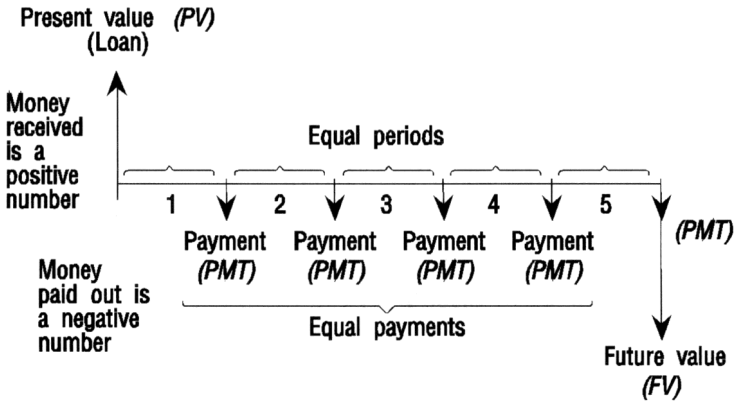 Present value (PV)
(Loan)
Money
received
is a
positive
number
Equal periods
1 2 3 4 5
Payment Payment Payment Payment
(PMT) (PMT) (PMT) (PMT)
(PMT)
Money
paid out is
a negative
number
Equal payments
Future value
(FV)